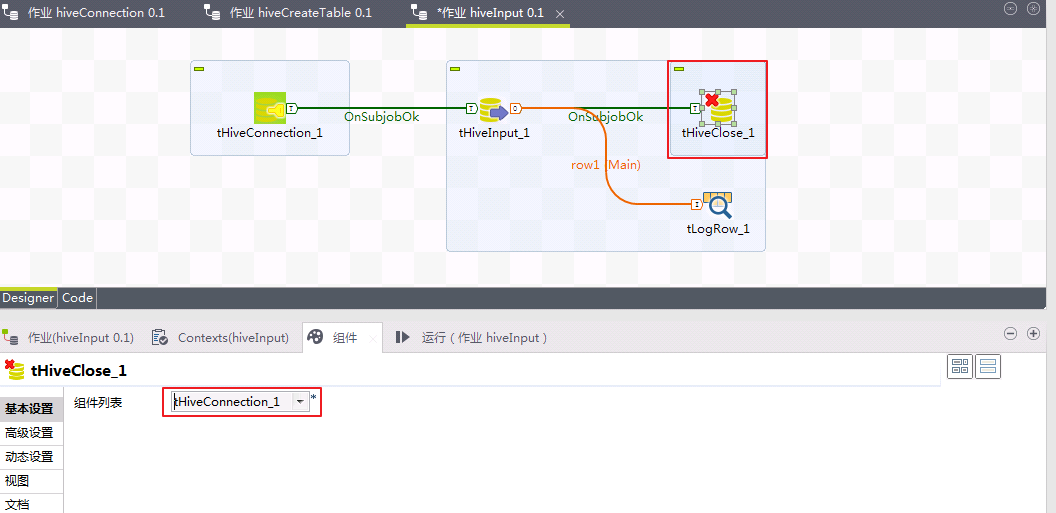 作业 hiveConnection 0.1
作业 hiveCreateTable 0.1
*作业 hiveInput 0.1
T
OnSubjobOk
T
O
OnSubjobOk
T
tHiveConnection_1
tHiveInput_1
tHiveClose_1
row1 (Main)
I
tLogRow_1
Designer
Code
作业(hiveInput 0.1)
Contexts(hiveInput)
组件
运行 ( 作业 hiveInput )
tHiveClose_1
基本设置
组件列表
tHiveConnection_1
*
高级设置
动态设置
视图
文档